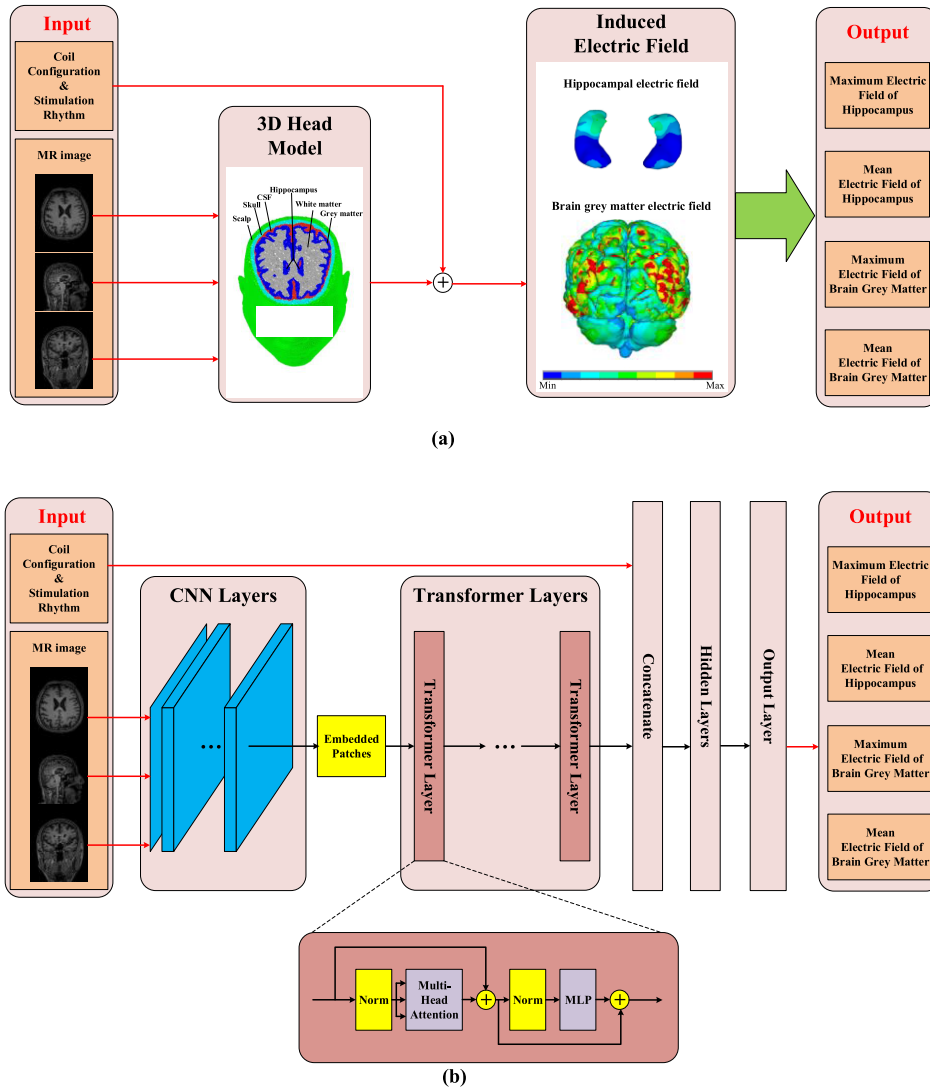 Input
Coil
Configuration
&
Stimulation
Rhythm
MR image
3D Head
Model
Hippocampus
CSF
Skull
White matter
Scalp
Grey matter
+
Induced
Electric Field
Hippocampal electric field
Brain grey matter electric field
Min
Max
Output
Maximum Electric
Field of
Hippocampus
Mean
Electric Field of
Hippocampus
Maximum
Electric Field of
Brain Grey Matter
Mean
Electric Field of
Brain Grey Matter
(a)
Input
Coil
Configuration
&
Stimulation
Rhythm
MR image
CNN Layers
...
Embedded
Patches
Transformer Layers
Transformer Layer
...
Transformer Layer
Concatenate
Hidden Layers
Output Layer
Output
Maximum Electric
Field of
Hippocampus
Mean
Electric Field of
Hippocampus
Maximum
Electric Field of
Brain Grey Matter
Mean
Electric Field of
Brain Grey Matter
Norm
Multi-
Head
Attention
+
Norm
MLP
+
(b)